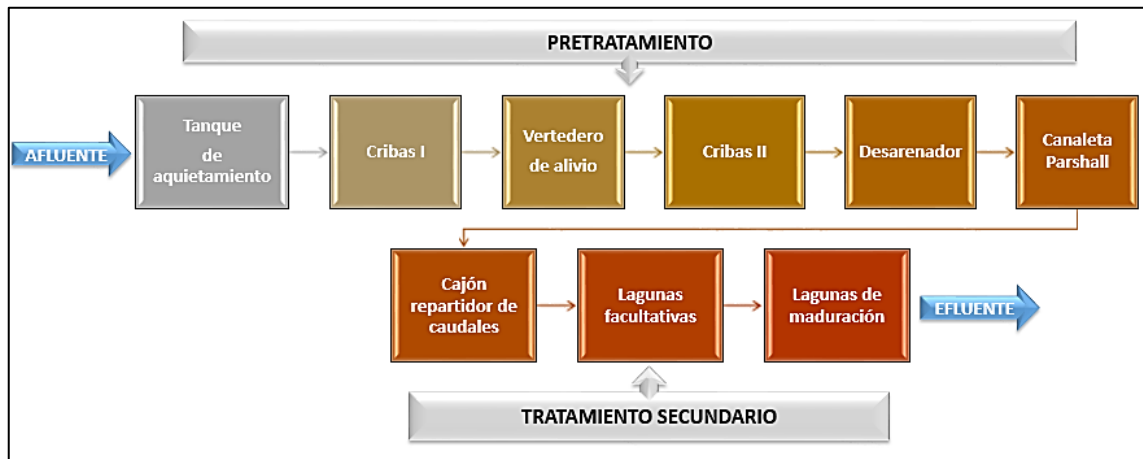 PRETRATAMIENTO
AFLUENTE
Tanque
de
aquietamiento
Cribas I
Vertedero
de alivio
Cribas II
Desarenador
Canaleta
Parshall
Cajón
repartidor de
caudales
Lagunas
facultativas
Lagunas de
maduración
EFLUENTE
TRATAMIENTO SECUNDARIO